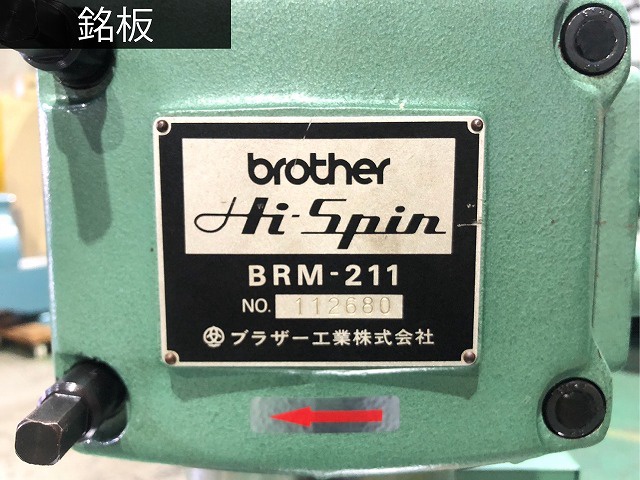 銘板
brother
Hi-Spin
BRM-211
NO. 112680
ブラザー工業株式会社